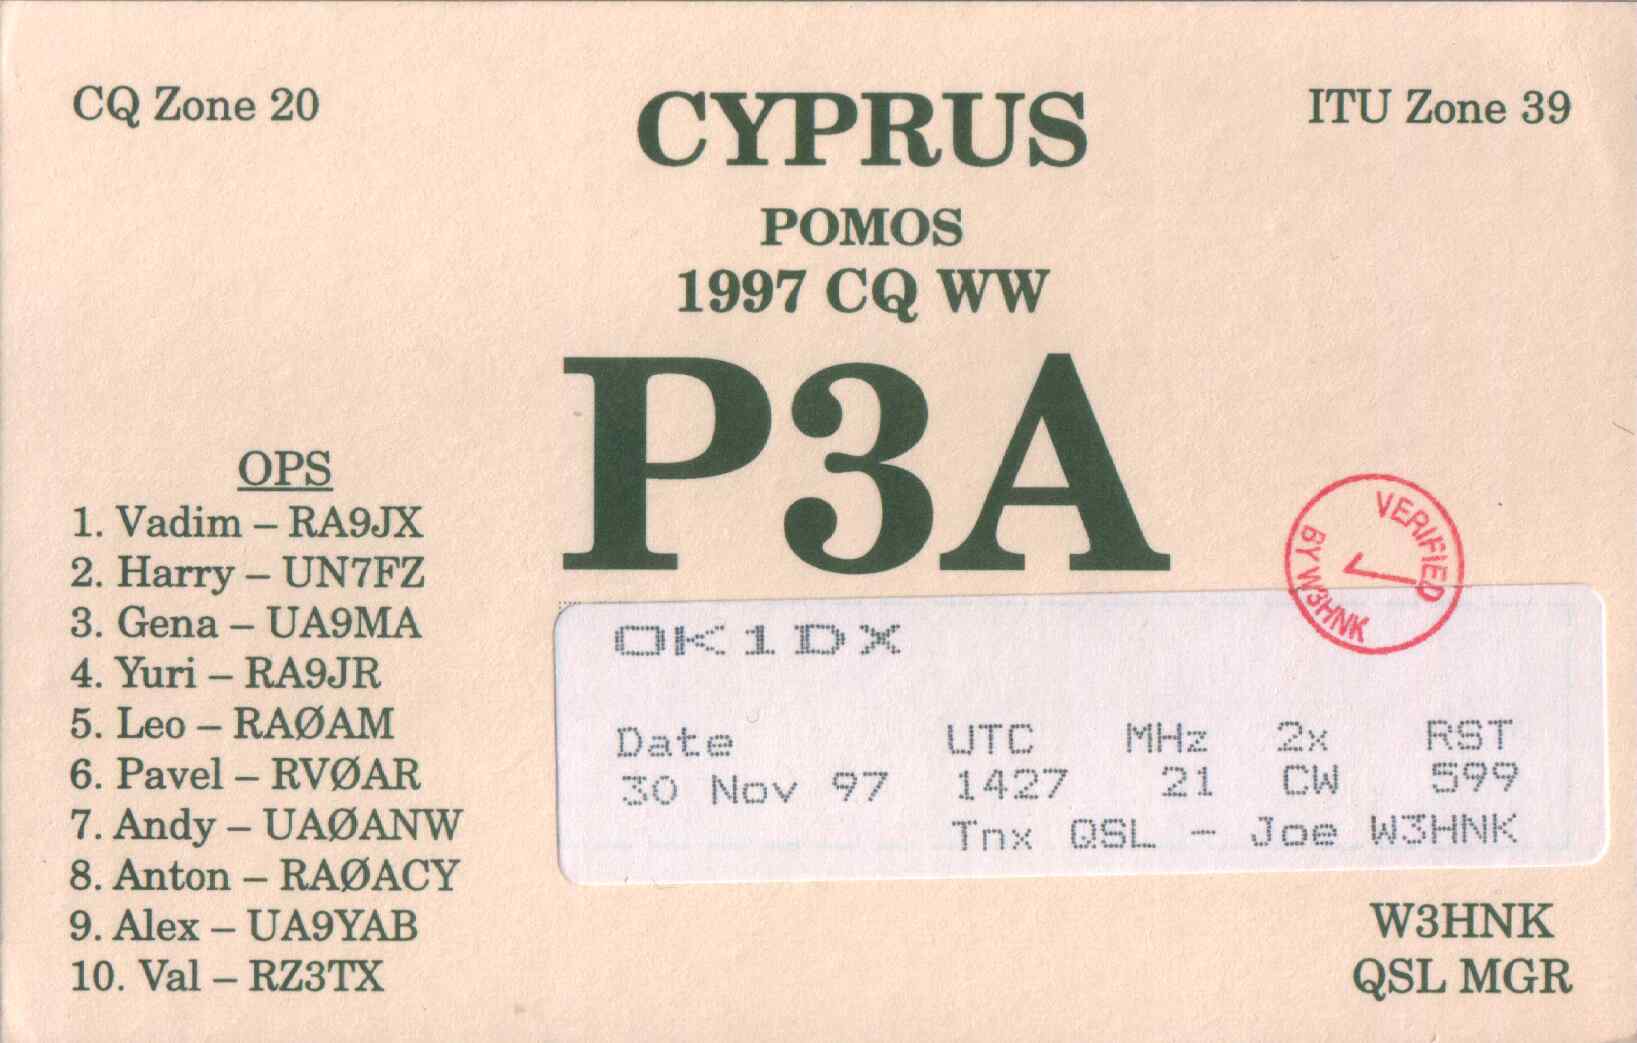 CQ Zone 20
CYPRUS
ITU Zone 39
POMOS
1997 CQ WW
P3A
OPS
1. Vadim – RA9JX
2. Harry – UN7FZ
3. Gena – UA9MA
4. Yuri – RA9JR
5. Leo – RAØAM
6. Pavel – RVØAR
7. Andy – UAØANW
8. Anton – RAØACY
9. Alex – UA9YAB
10. Val – RZ3TX
VERIFIED
BY W3HNK
OK1DX
Date UTC MHz 2x RST
30 Nov 97 1427 21 CW 599
Tnx QSL - Joe W3HNK
W3HNK
QSL MGR